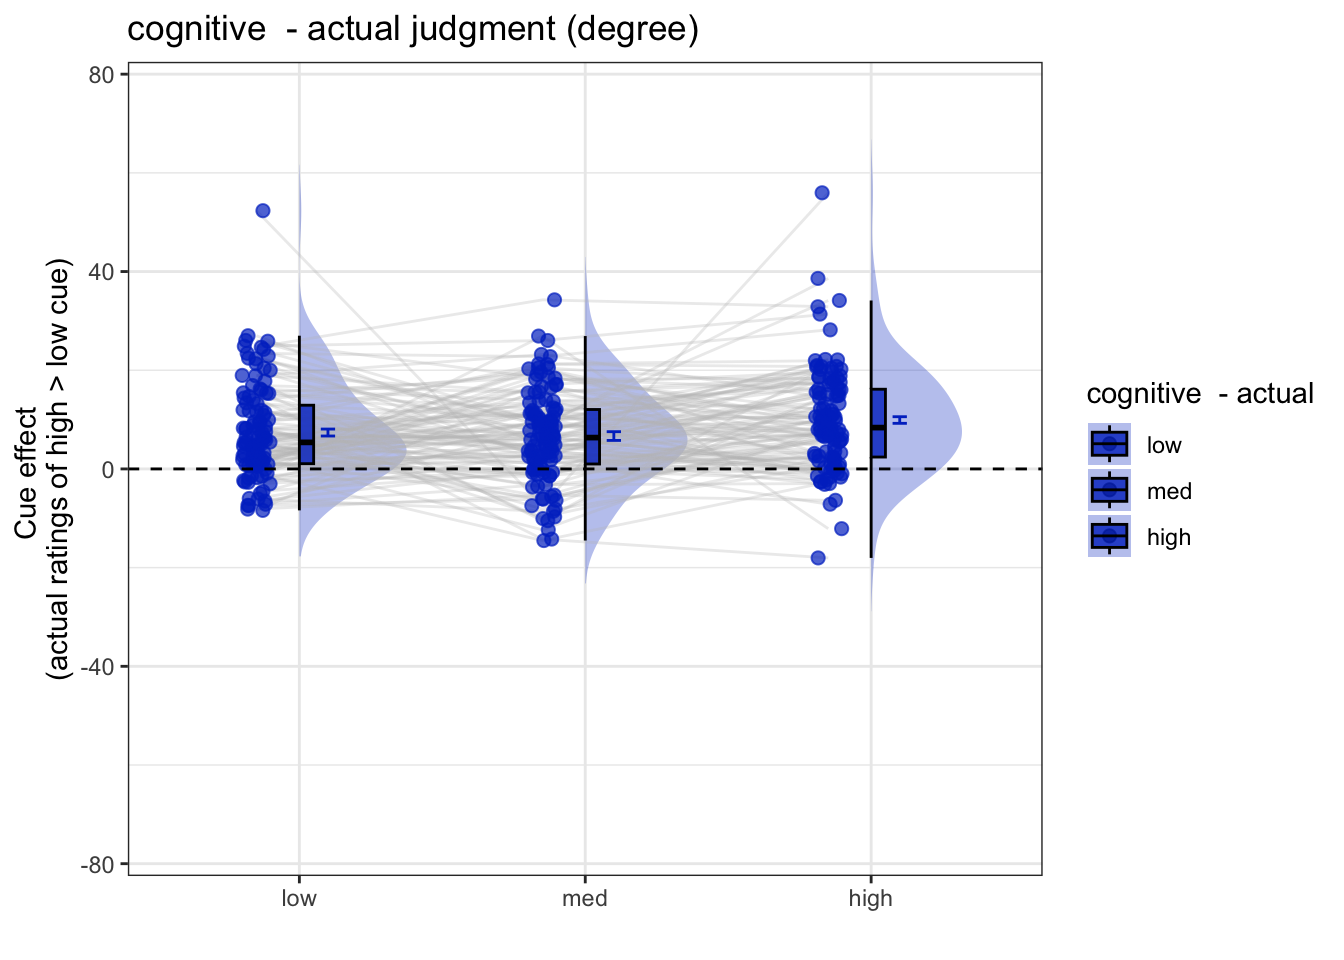 cognitive  - actual judgment (degree)
Cue effect
(actual ratings of high > low cue)
80
40
0
-40
-80
low
med
high
cognitive  - actual
low
med
high